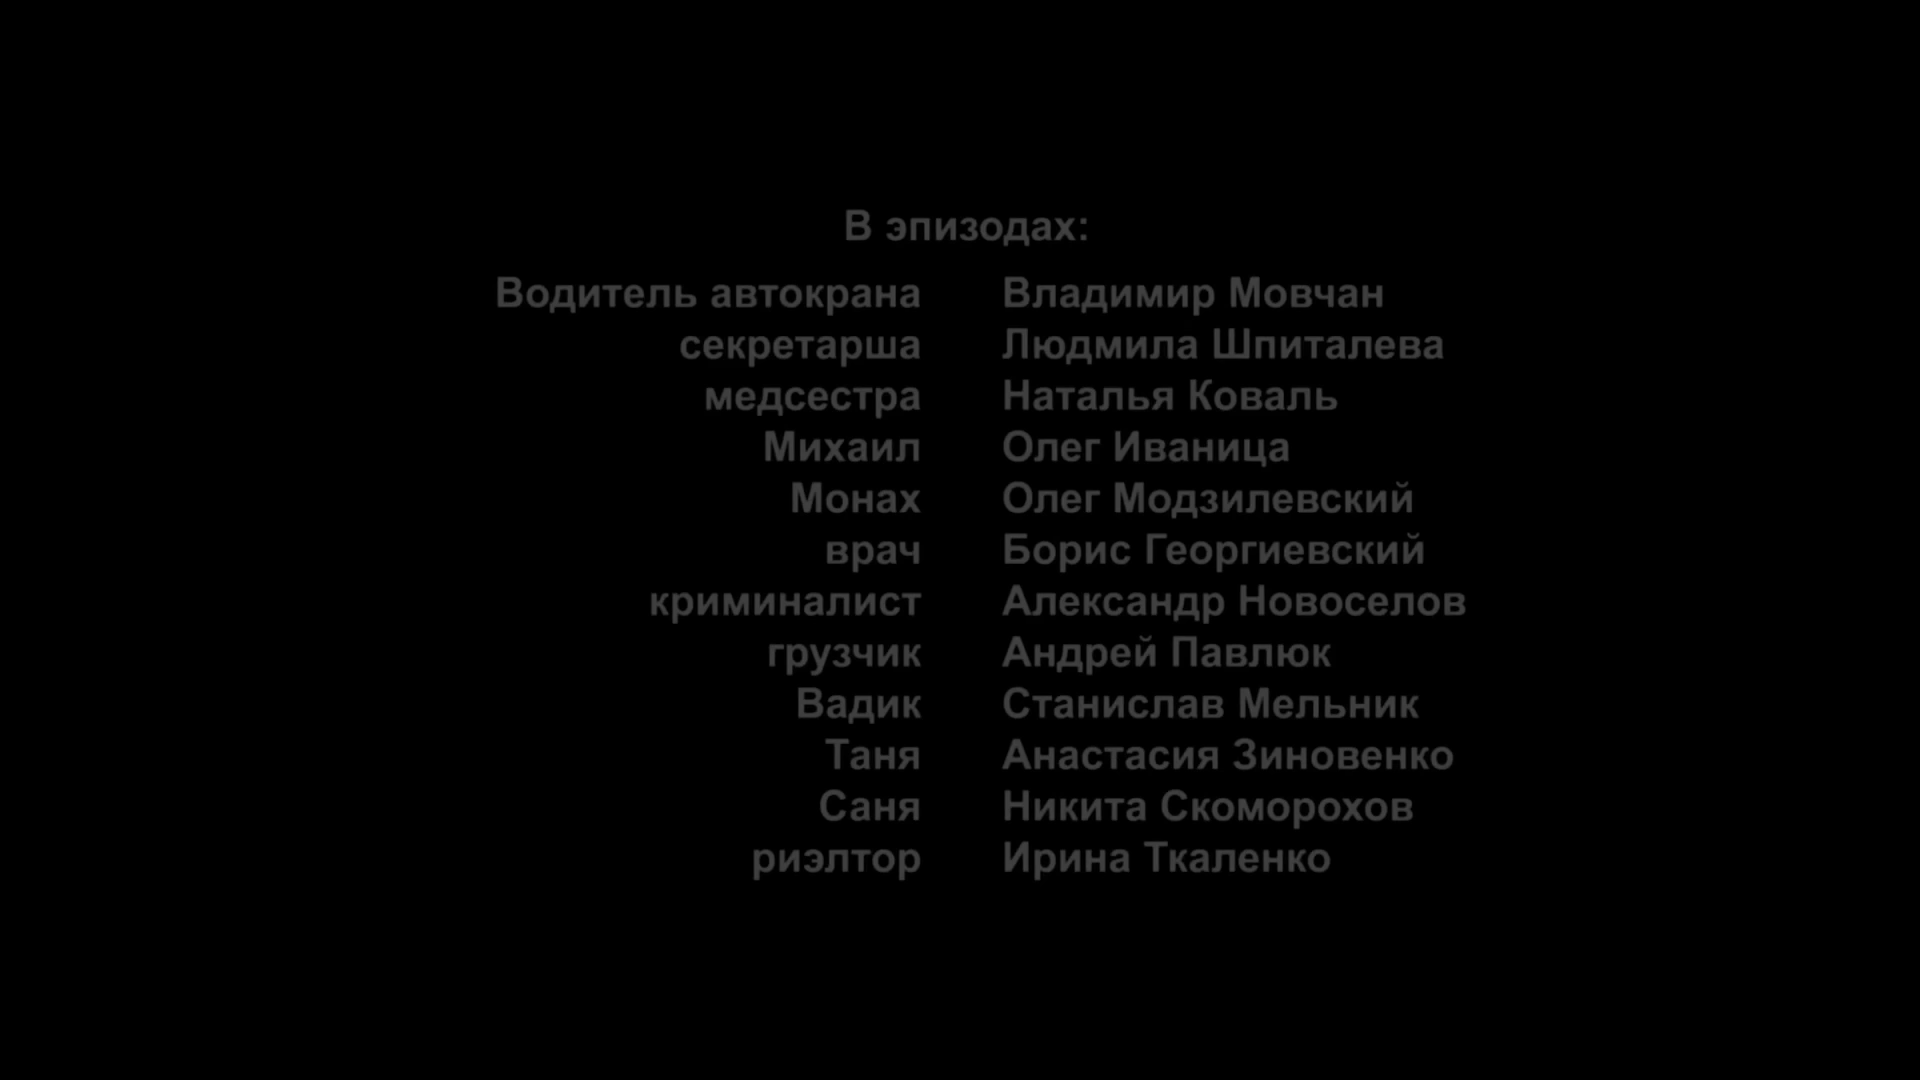 В эпизодах:
Водитель автокрана Владимир Мовчан
секретарша Людмила Шпиталева
медсестра Наталья Коваль
Михаил Олег Иваница
Монах Олег Модзилевский
врач Борис Георгиевский
криминалист Александр Новоселов
грузчик Андрей Павлюк
Вадик Станислав Мельник
Таня Анастасия Зиновенко
Саня Никита Скоморохов
риэлтор Ирина Ткаленко